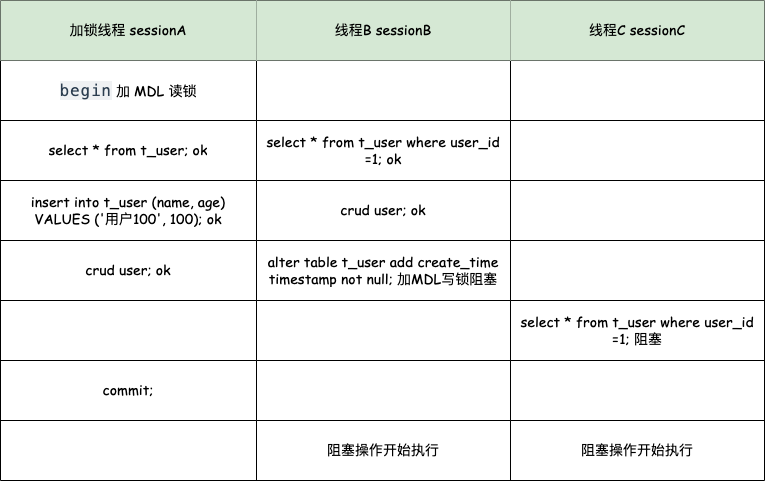 加锁线程 sessionA
线程B sessionB
线程C sessionC
begin 加 MDL 读锁
select * from t_user; ok
select * from t_user where user_id
=1; ok
insert into t_user (name, age)
VALUES ('用户100', 100); ok
crud user; ok
crud user; ok
alter table t_user add create_time
timestamp not null; 加MDL写锁阻塞
select * from t_user where user_id
=1; 阻塞
commit;
阻塞操作开始执行
阻塞操作开始执行